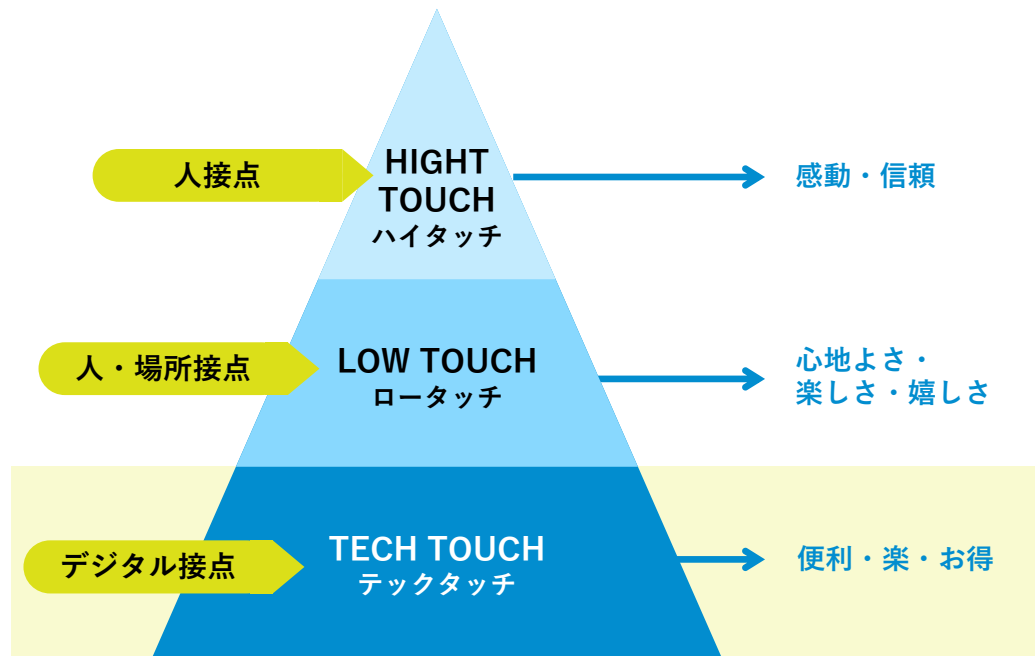 人接点
HIGHT
TOUCH
ハイタッチ
感動・信頼
人・場所接点
LOW TOUCH
ロータッチ
心地よさ・
楽しさ・嬉しさ
デジタル接点
TECH TOUCH
テックタッチ
便利・楽・お得